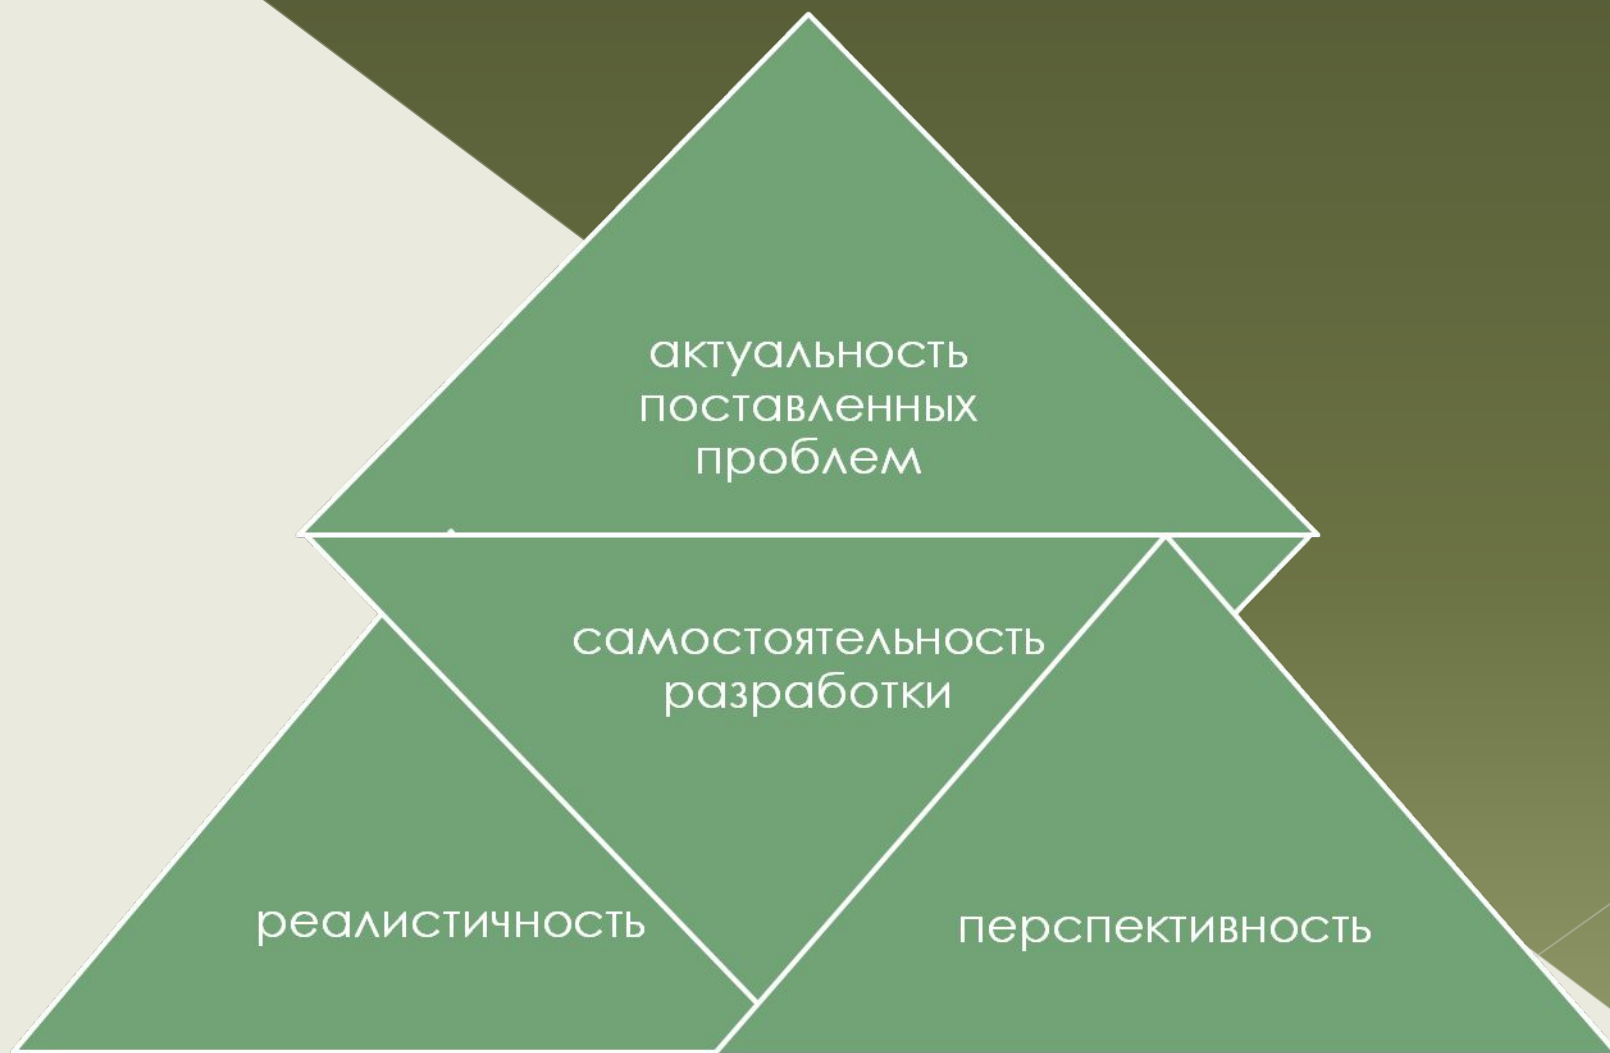 актуальность
поставленных
проблем
самостоятельность
разработки
реалистичность
перспективность